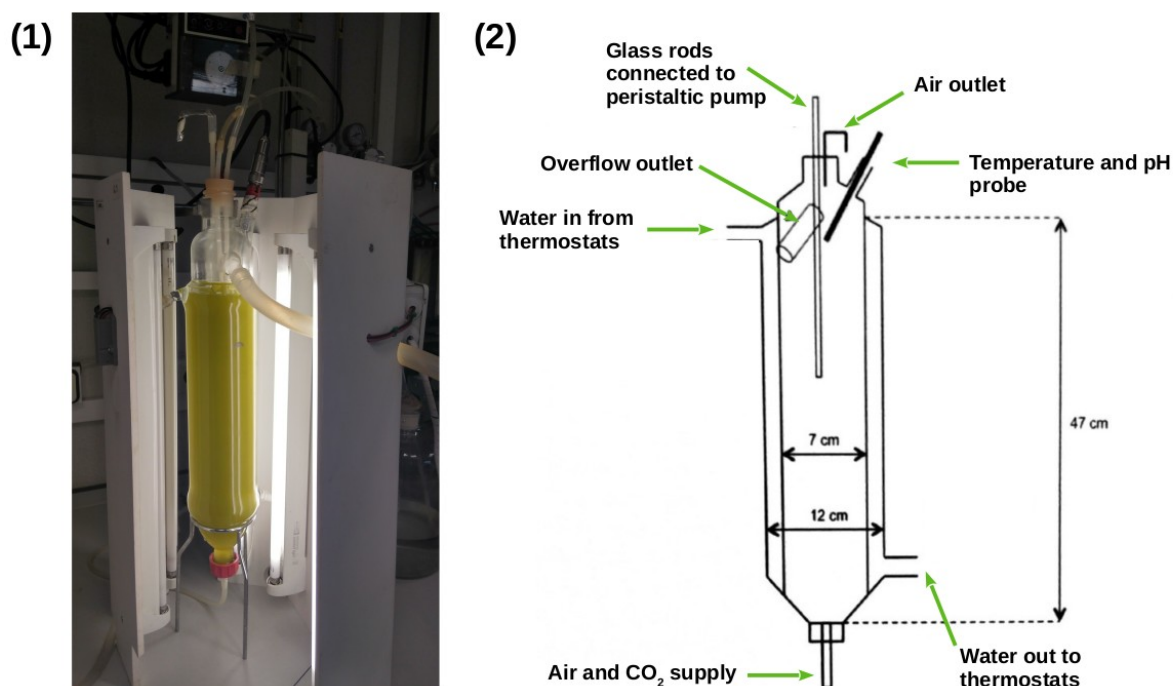 (1)
(2)
Glass rods
connected to
peristaltic pump
Air outlet
Overflow outlet
Temperature and pH
probe
Water in from
thermostats
47 cm
7 cm
12 cm
Air and CO₂ supply
Water out to
thermostats